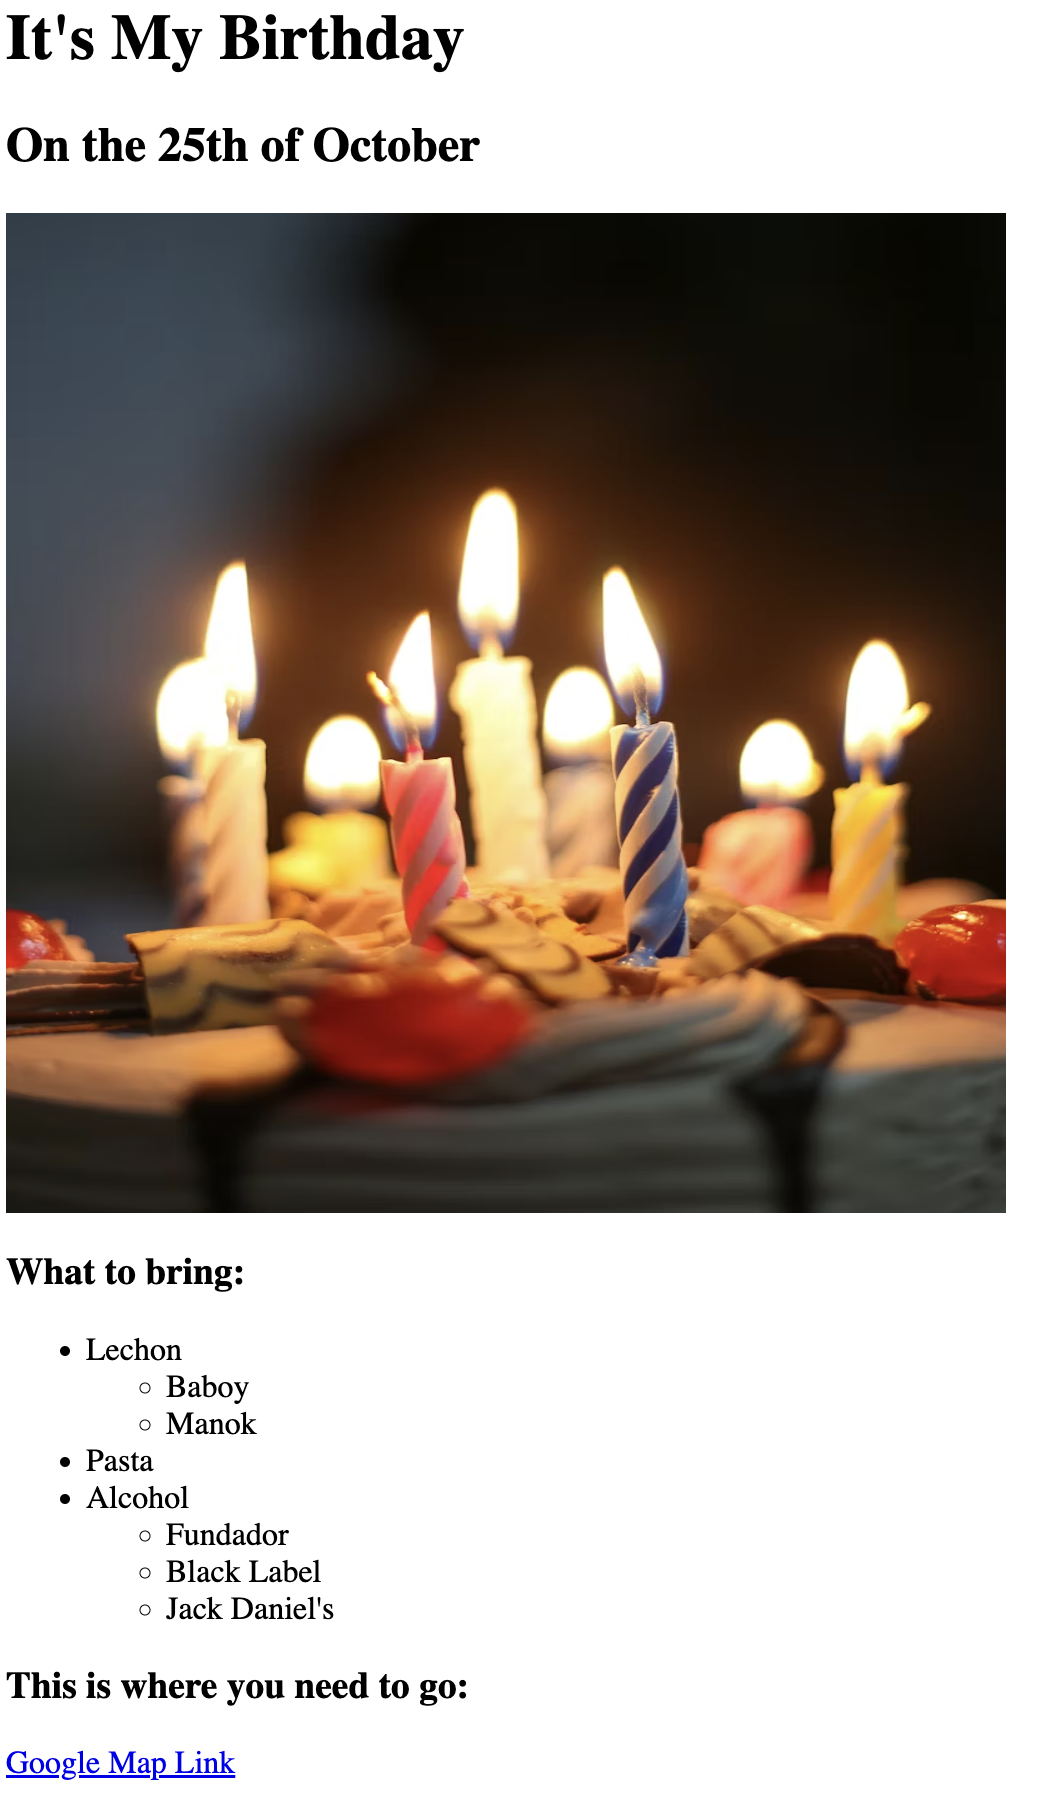 It's My Birthday
On the 25th of October
What to bring:
Lechon
Baboy
Manok
Pasta
Alcohol
Fundador
Black Label
Jack Daniel's
This is where you need to go:
Google Map Link